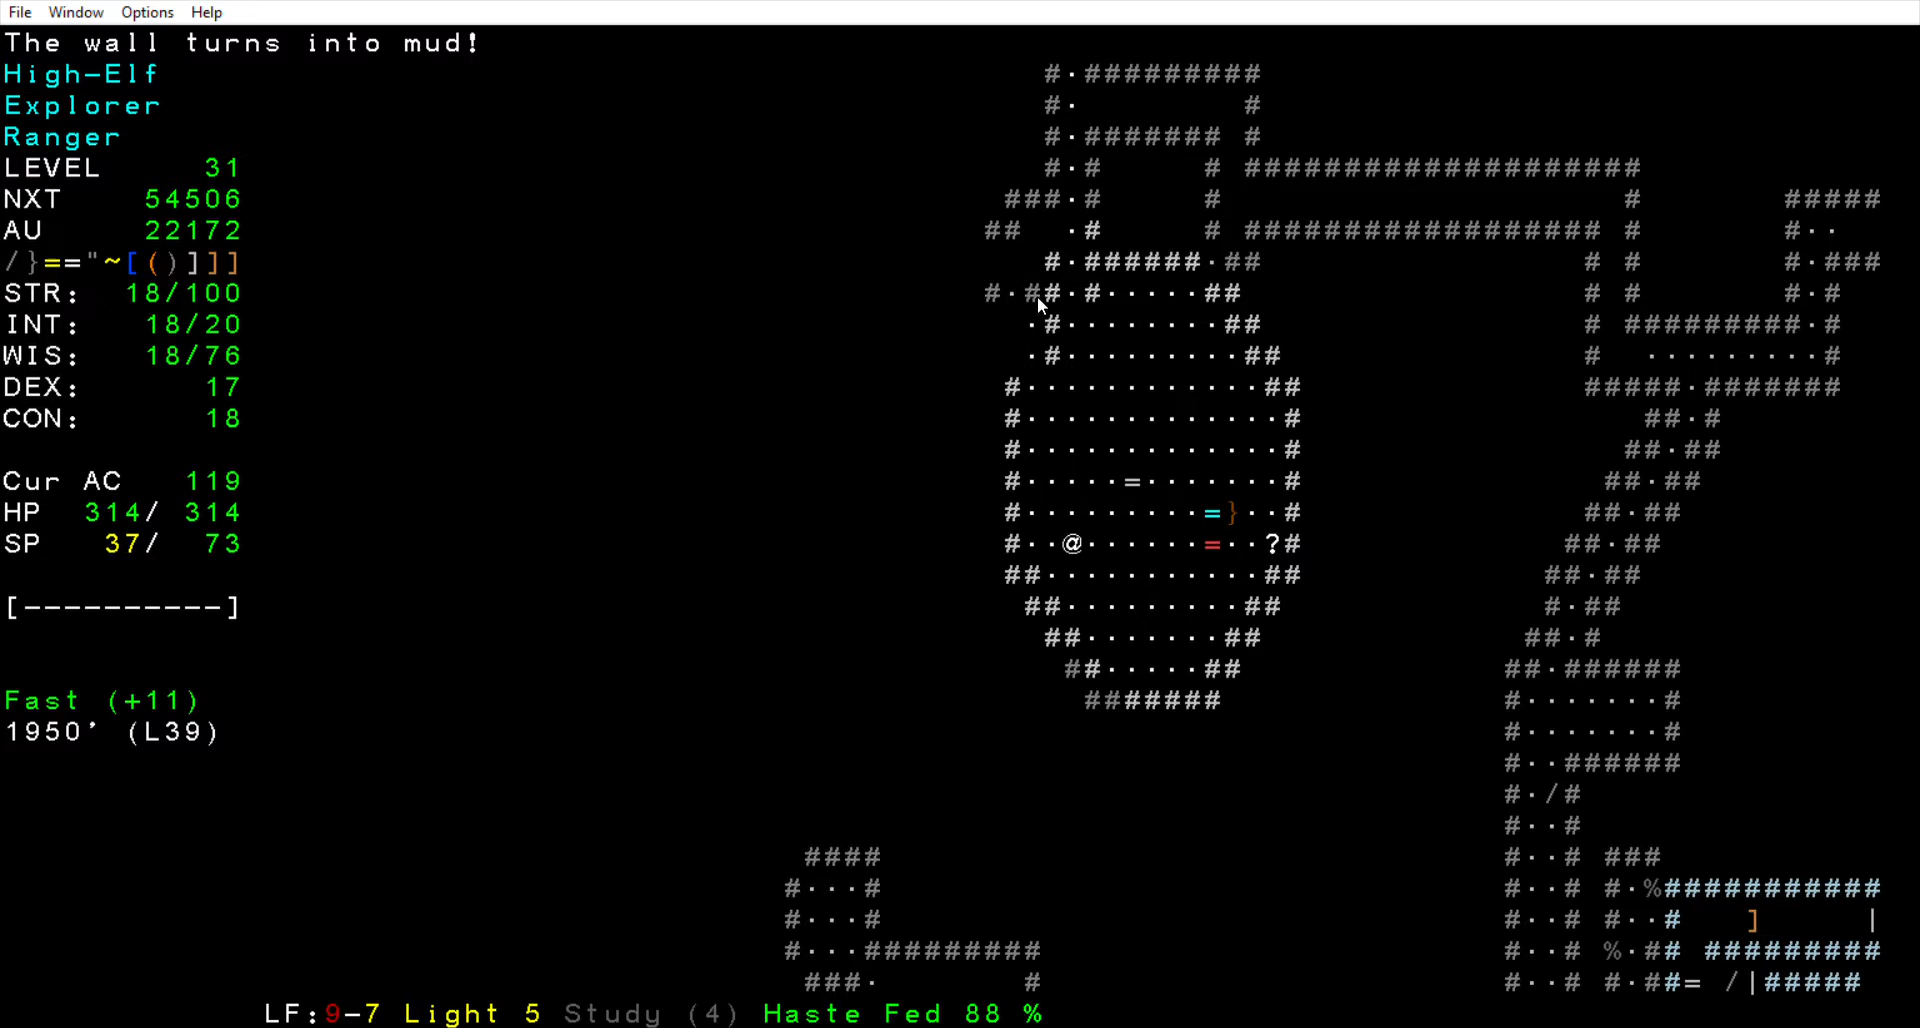 File Window Options Help
The wall turns into mud!
High-Elf
Explorer
Ranger
LEVEL 31
NXT 54506
AU 22172
/}=="~[()]]]
STR: 18/100
INT: 18/20
WIS: 18/76
DEX: 17
CON: 18
Cur AC 119
HP 314/ 314
SP 37/ 73
[----------]
Fast (+11)
1950' (L39)
LF:9-7 Light 5 Study (4) Haste Fed 88 %